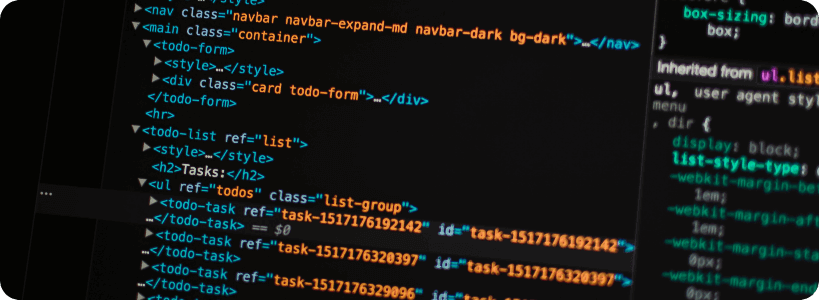 <nav class="navbar navbar-expand-md navbar-dark bg-dark">…</nav>
<main class="container">
<todo-form>
<style>…</style>
<div class="card todo-form">…</div>
</todo-form>
<hr>
<todo-list ref="list">
<style>…</style>
<h2>Tasks:</h2>
<ul ref="todos" class="list-group">
<todo-task ref="task-1517176192142" id="task-1517176192142">
…</todo-task> == $0
<todo-task ref="task-1517176320397" id="task-1517176320397">
…</todo-task>
<todo-task ref="task-1517176329096" id="task-1517176329096">
…</todo-task>
box-sizing: bord
box;
}
Inherited from ul.list
ul, user agent styl
menu
, dir {
display: block;
list-style-type:
-webkit-margin-be
1em;
-webkit-margin-aft
1em;
-webkit-margin-sta
0px;
-webkit-margin-end
0px;